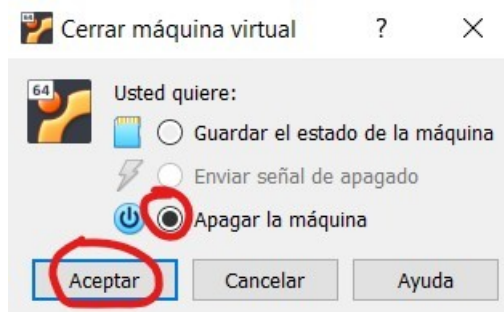 64 Cerrar máquina virtual ? ×
64
Usted quiere:
Guardar el estado de la máquina
Enviar señal de apagado
Apagar la máquina
Aceptar Cancelar Ayuda